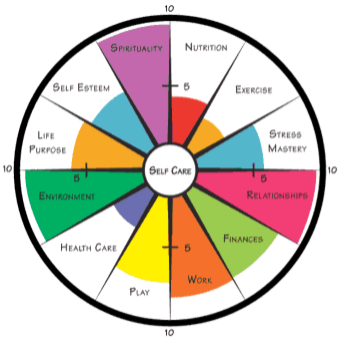 10
Spirituality
Nutrition
Self Esteem
5
Exercise
Life
Purpose
Stress
Mastery
10
5
Self Care
5
10
Environment
Relationships
Health Care
Finances
5
Work
Play
10